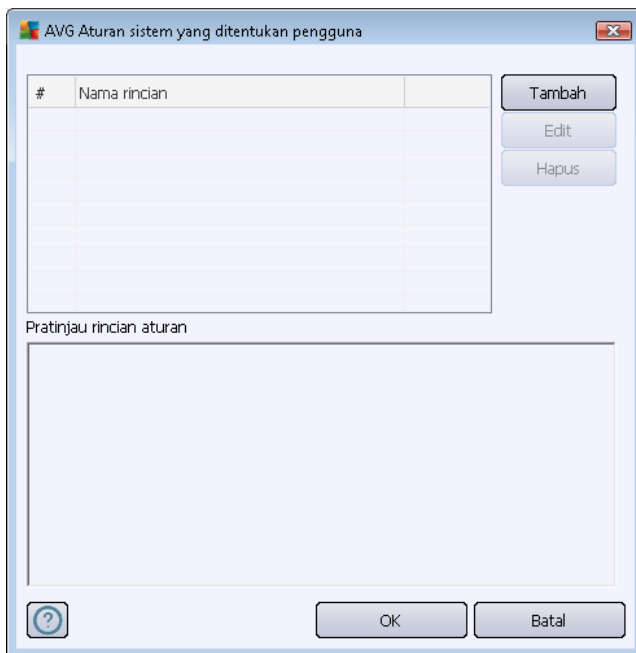 AVG Aturan sistem yang ditentukan pengguna
# Nama rincian
Tambah
Edit
Hapus
Pratinjau rincian aturan
?
OK
Batal